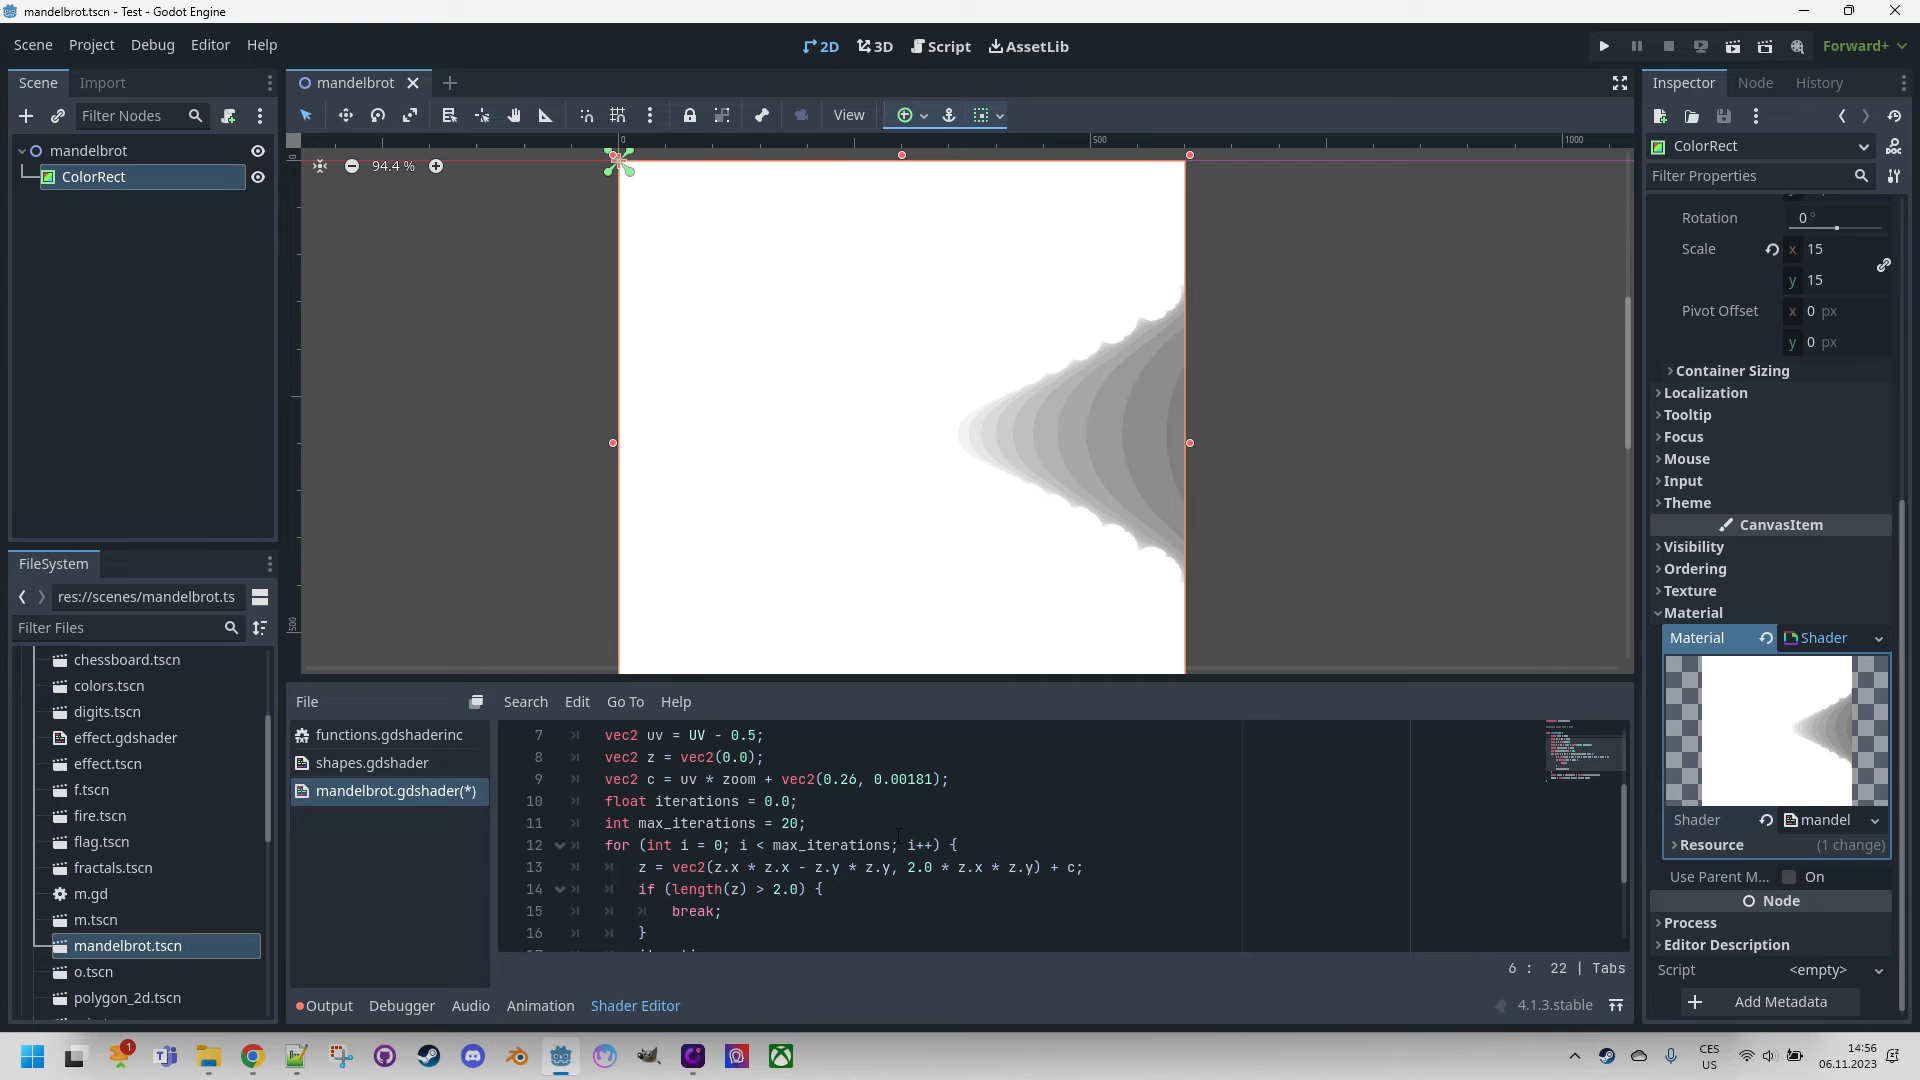 mandelbrot.tscn - Test - Godot Engine
Scene Project Debug Editor Help
2D 3D Script AssetLib
Forward+
Scene Import
Filter Nodes
mandelbrot
ColorRect
mandelbrot
View
0 500 1000
0
500
94.4 %
FileSystem
res://scenes/mandelbrot.ts
Filter Files
chessboard.tscn
colors.tscn
digits.tscn
effect.gdshader
effect.tscn
f.tscn
fire.tscn
flag.tscn
fractals.tscn
m.gd
m.tscn
mandelbrot.tscn
o.tscn
polygon_2d.tscn
File
functions.gdshaderinc
shapes.gdshader
mandelbrot.gdshader(*)
Search Edit Go To Help
7 vec2 uv = UV - 0.5;
8 vec2 z = vec2(0.0);
9 vec2 c = uv * zoom + vec2(0.26, 0.00181);
10 float iterations = 0.0;
11 int max_iterations = 20;
12 for (int i = 0; i < max_iterations; i++) {
13 z = vec2(z.x * z.x - z.y * z.y, 2.0 * z.x * z.y) + c;
14 if (length(z) > 2.0) {
15 break;
16 }
6 : 22 | Tabs
Output Debugger Audio Animation Shader Editor
4.1.3.stable
Inspector Node History
ColorRect
Filter Properties
Rotation 0 °
Scale x 15
y 15
Pivot Offset x 0 px
y 0 px
Container Sizing
Localization
Tooltip
Focus
Mouse
Input
Theme
CanvasItem
Visibility
Ordering
Texture
Material
Material Shader
Shader mandel
Resource (1 change)
Use Parent M... On
Node
Process
Editor Description
Script <empty>
Add Metadata
1
CES
US
14:56
06.11.2023